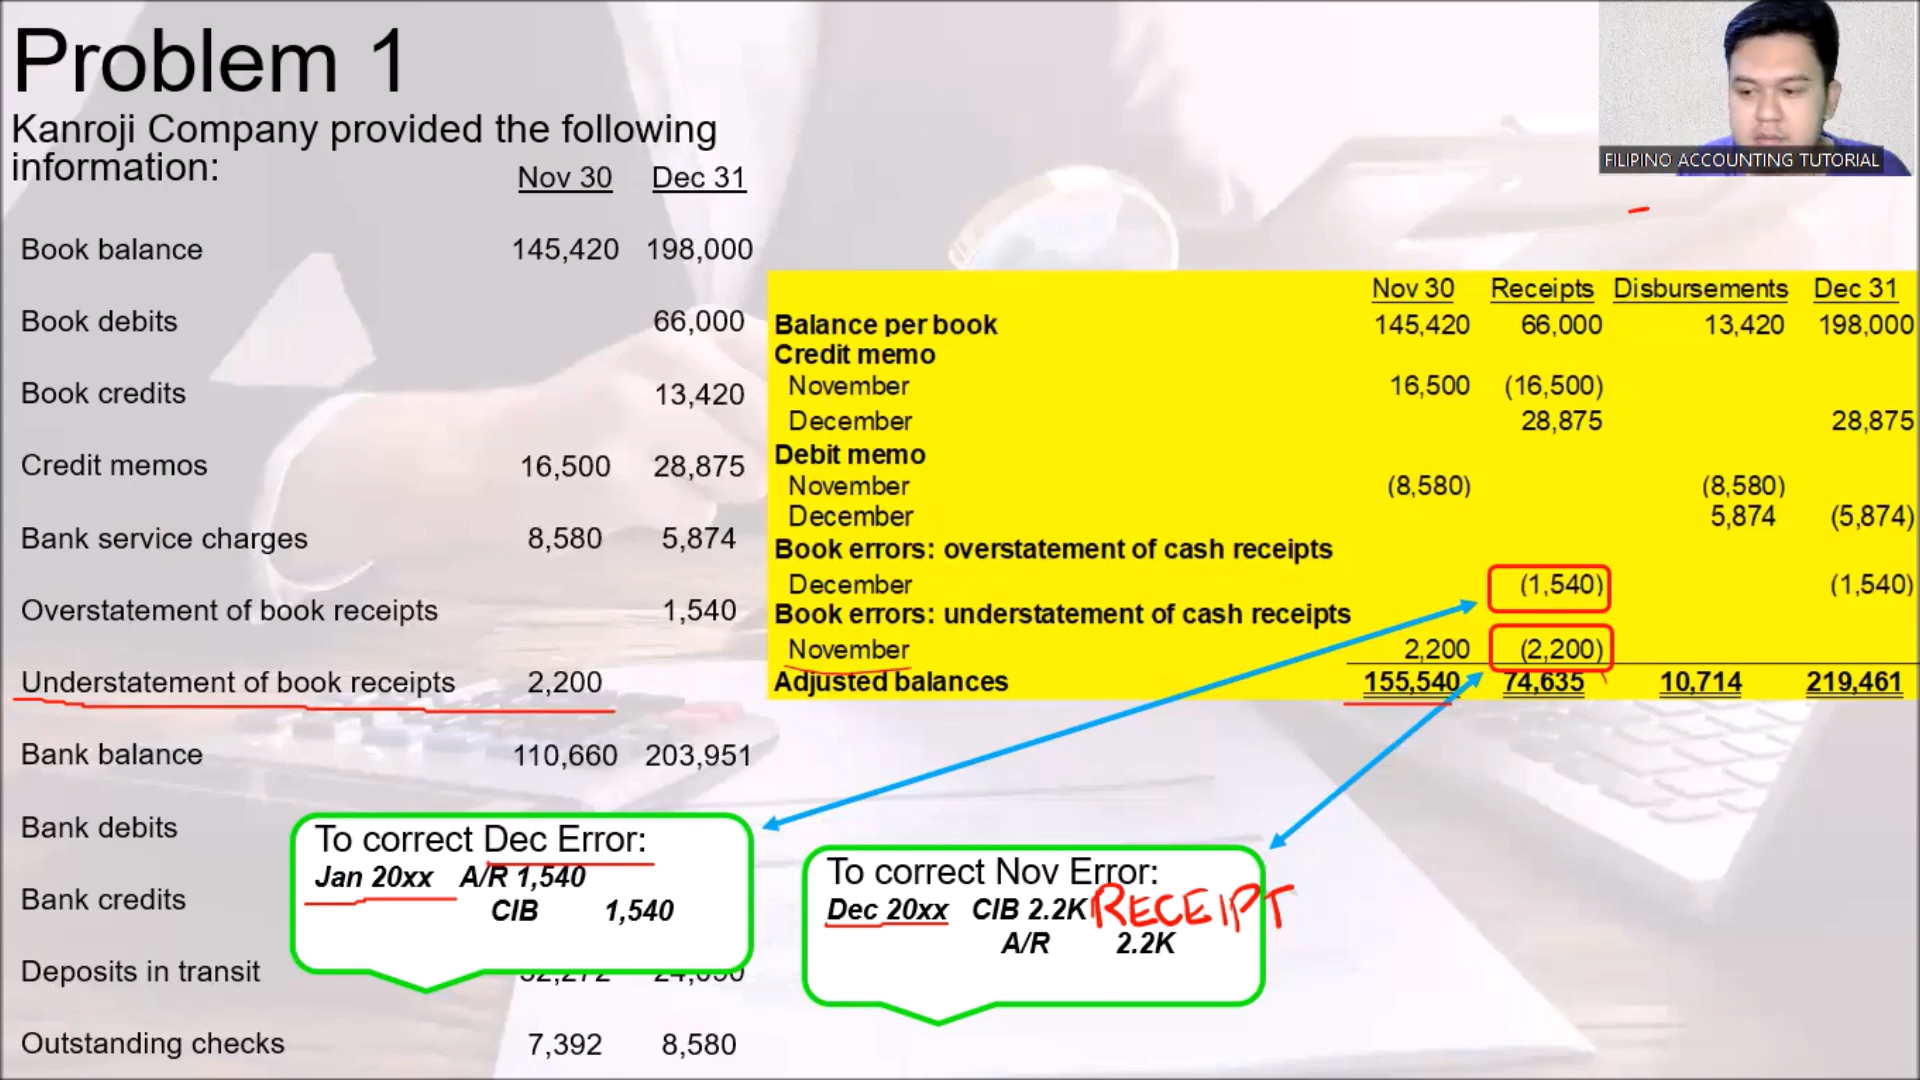 Problem 1
Kanroji Company provided the following
information:
Nov 30 Dec 31
Book balance 145,420 198,000
Book debits 66,000
Book credits 13,420
Credit memos 16,500 28,875
Bank service charges 8,580 5,874
Overstatement of book receipts 1,540
Understatement of book receipts 2,200
Bank balance 110,660 203,951
Bank debits
Bank credits
Deposits in transit
Outstanding checks 7,392 8,580
FILIPINO ACCOUNTING TUTORIAL
Nov 30 Receipts Disbursements Dec 31
Balance per book 145,420 66,000 13,420 198,000
Credit memo
November 16,500 (16,500)
December 28,875 28,875
Debit memo
November (8,580) (8,580)
December 5,874 (5,874)
Book errors: overstatement of cash receipts
December (1,540) (1,540)
Book errors: understatement of cash receipts
November 2,200 (2,200)
Adjusted balances 155,540 74,635 10,714 219,461
To correct Dec Error:
Jan 20xx A/R 1,540
CIB 1,540
To correct Nov Error:
Dec 20xx CIB 2.2K RECEIPT
A/R 2.2K